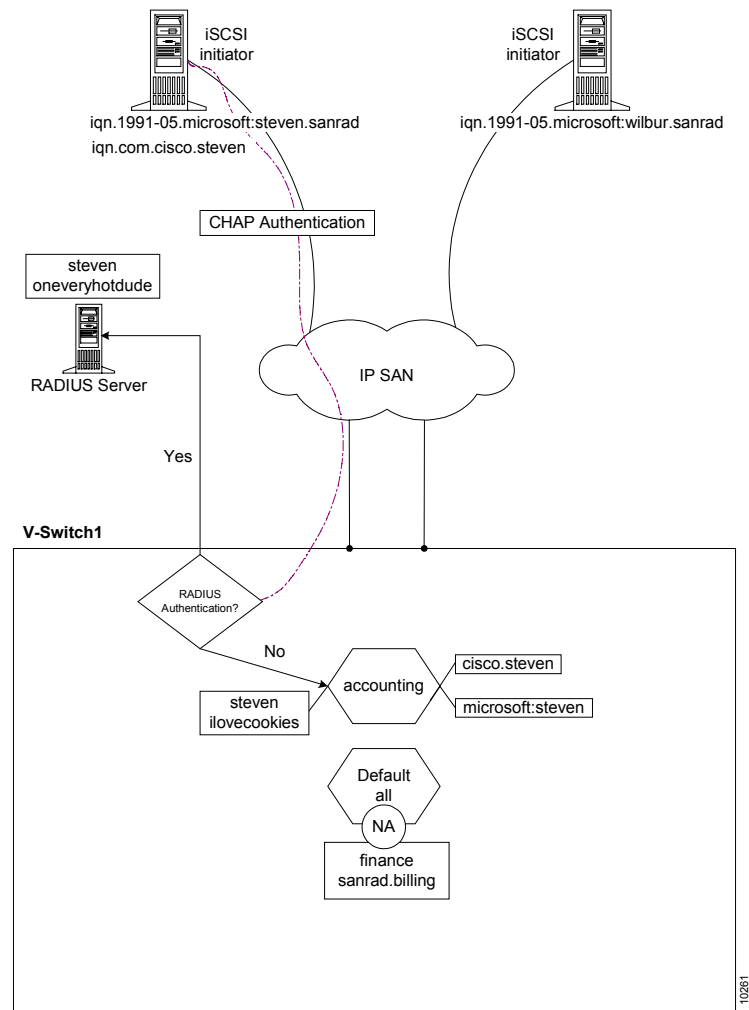 iSCSI
initiator
iSCSI
initiator
iqn.1991-05.microsoft:steven.sanrad
iqn.com.cisco.steven
iqn.1991-05.microsoft:wilbur.sanrad
CHAP Authentication
steven
oneveryhotdude
RADIUS Server
IP SAN
Yes
V-Switch1
RADIUS
Authentication?
No
accounting
cisco.steven
microsoft:steven
steven
ilovecookies
Default
all
NA
finance
sanrad.billing
10261